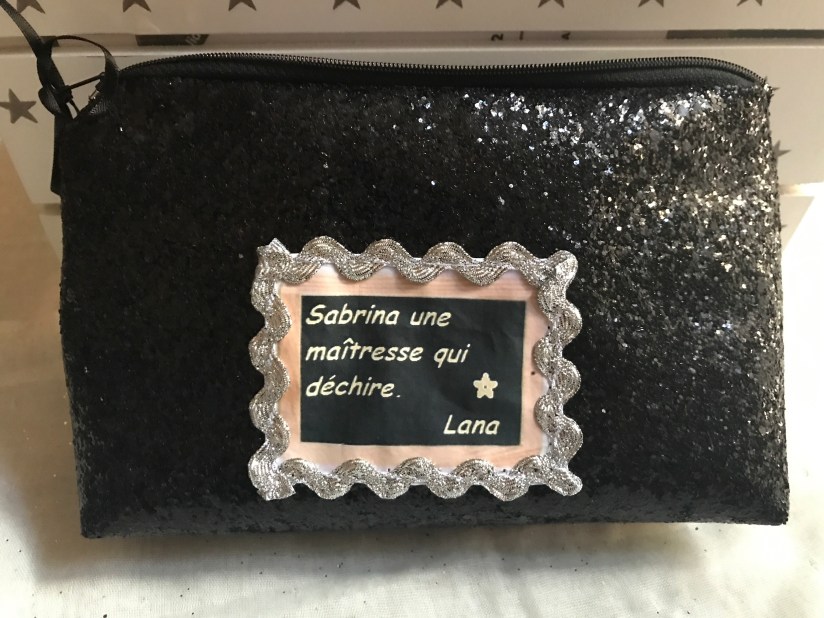 Sabrina une
maîtresse qui
déchire.
Lana